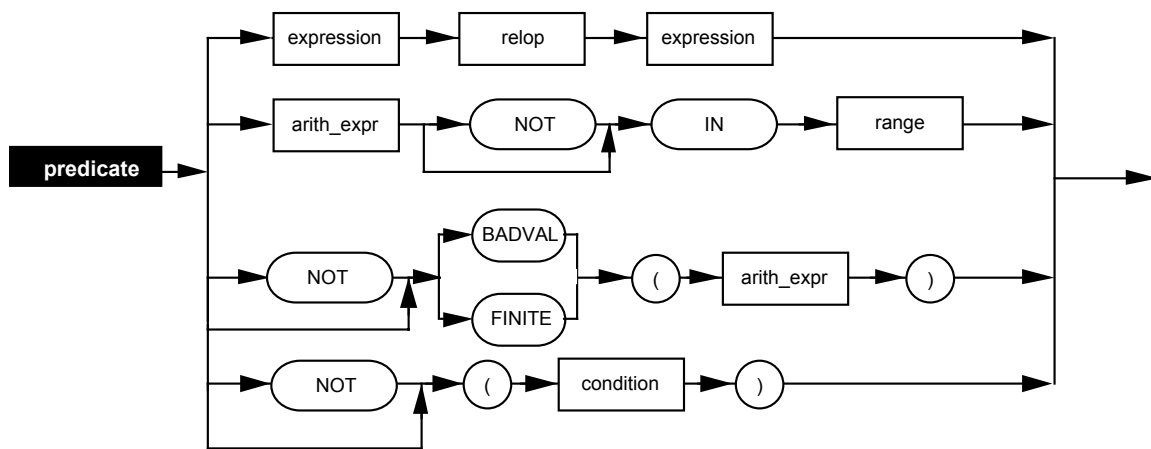 expression relop expression
arith_expr NOT IN range
predicate
BADVAL
NOT ( arith_expr )
FINITE
NOT ( condition )